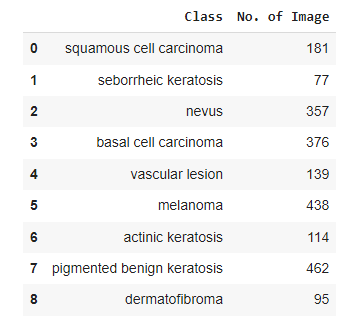 Class No. of Image
0 squamous cell carcinoma 181
1 seborrheic keratosis 77
2 nevus 357
3 basal cell carcinoma 376
4 vascular lesion 139
5 melanoma 438
6 actinic keratosis 114
7 pigmented benign keratosis 462
8 dermatofibroma 95